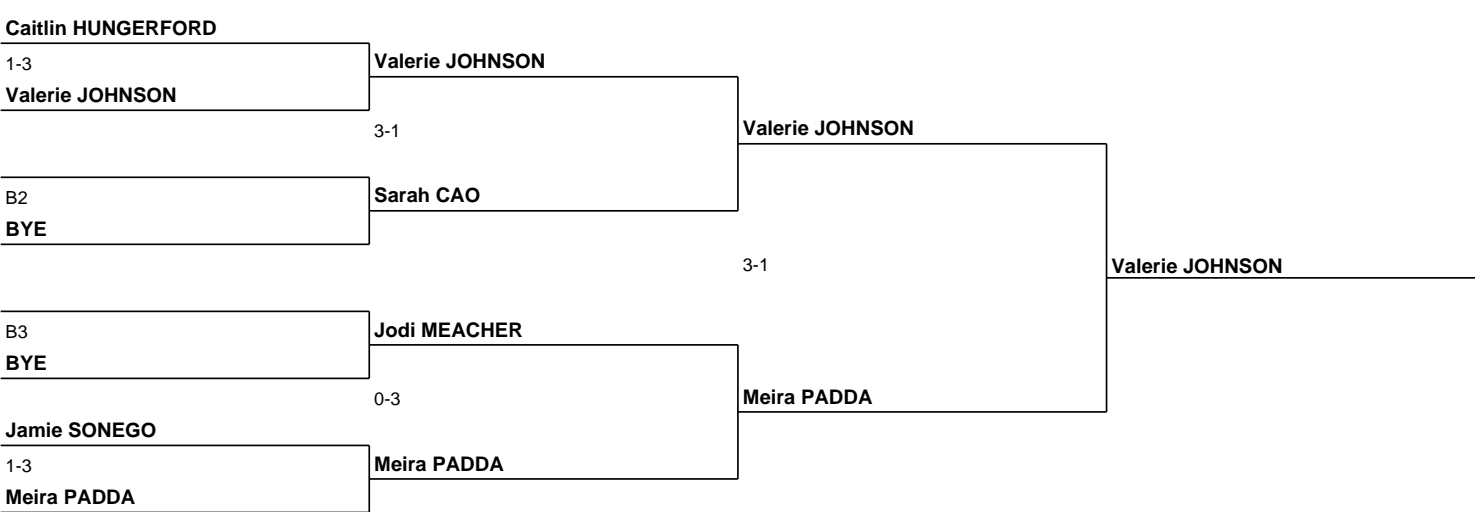 Caitlin HUNGERFORD
1-3
Valerie JOHNSON
Valerie JOHNSON
3-1
Valerie JOHNSON
B2
BYE
Sarah CAO
3-1
Valerie JOHNSON
B3
BYE
Jodi MEACHER
0-3
Meira PADDA
Jamie SONEGO
1-3
Meira PADDA
Meira PADDA